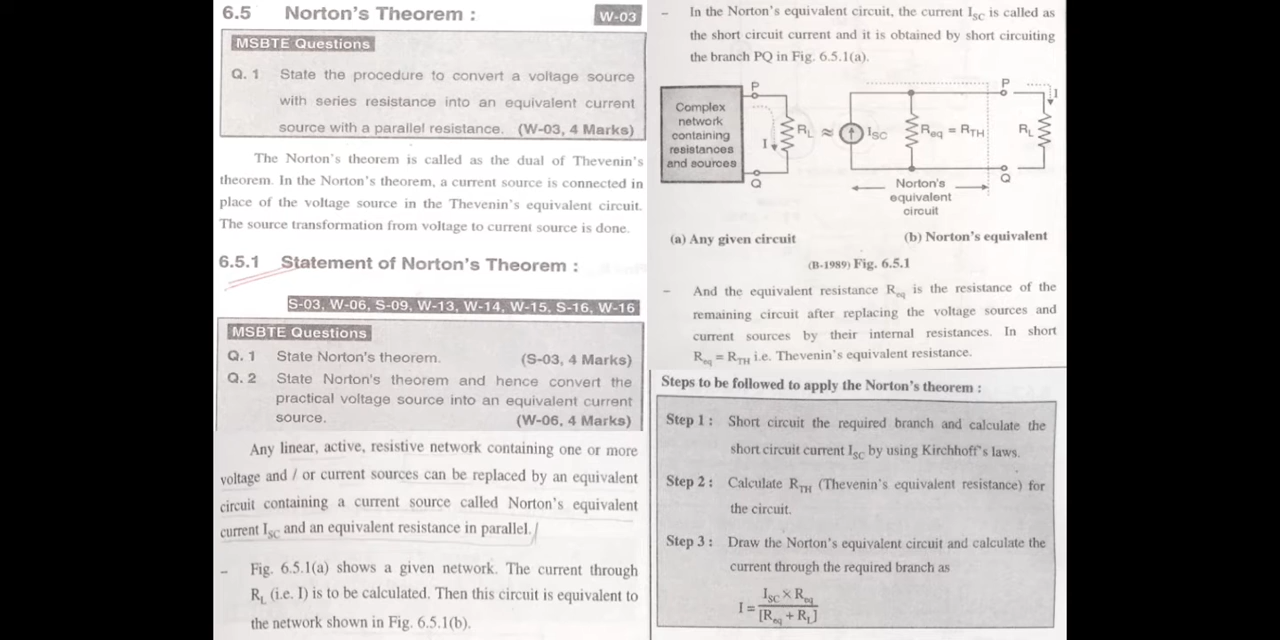 6.5 Norton's Theorem :
W-03
MSBTE Questions
Q. 1 State the procedure to convert a voltage source
with series resistance into an equivalent current
source with a parallel resistance. (W-03, 4 Marks)
The Norton's theorem is called as the dual of Thevenin's
theorem. In the Norton's theorem, a current source is connected in
place of the voltage source in the Thevenin's equivalent circuit.
The source transformation from voltage to current source is done.
6.5.1 Statement of Norton's Theorem :
S-03, W-06, S-09, W-13, W-14, W-15, S-16, W-16
MSBTE Questions
Q. 1 State Norton's theorem. (S-03, 4 Marks)
Q. 2 State Norton's theorem and hence convert the
practical voltage source into an equivalent current
source. (W-06, 4 Marks)
Any linear, active, resistive network containing one or more
voltage and / or current sources can be replaced by an equivalent
circuit containing a current source called Norton's equivalent
current I_SC and an equivalent resistance in parallel.
– Fig. 6.5.1(a) shows a given network. The current through
R_L (i.e. I) is to be calculated. Then this circuit is equivalent to
the network shown in Fig. 6.5.1(b).
– In the Norton's equivalent circuit, the current I_SC is called as
the short circuit current and it is obtained by short circuiting
the branch PQ in Fig. 6.5.1(a).
Complex
network
containing
resistances
and sources
P
I
R_L
Q
≈
I_SC
R_eq = R_TH
P
I
R_L
Q
Norton's
equivalent
circuit
(a) Any given circuit
(b) Norton's equivalent
(B-1989) Fig. 6.5.1
– And the equivalent resistance R_eq is the resistance of the
remaining circuit after replacing the voltage sources and
current sources by their internal resistances. In short
R_eq = R_TH i.e. Thevenin's equivalent resistance.
Steps to be followed to apply the Norton's theorem :
Step 1 : Short circuit the required branch and calculate the
short circuit current I_SC by using Kirchhoff's laws.
Step 2 : Calculate R_TH (Thevenin's equivalent resistance) for
the circuit.
Step 3 : Draw the Norton's equivalent circuit and calculate the
current through the required branch as
I = I_SC × R_eq / [R_eq + R_L]